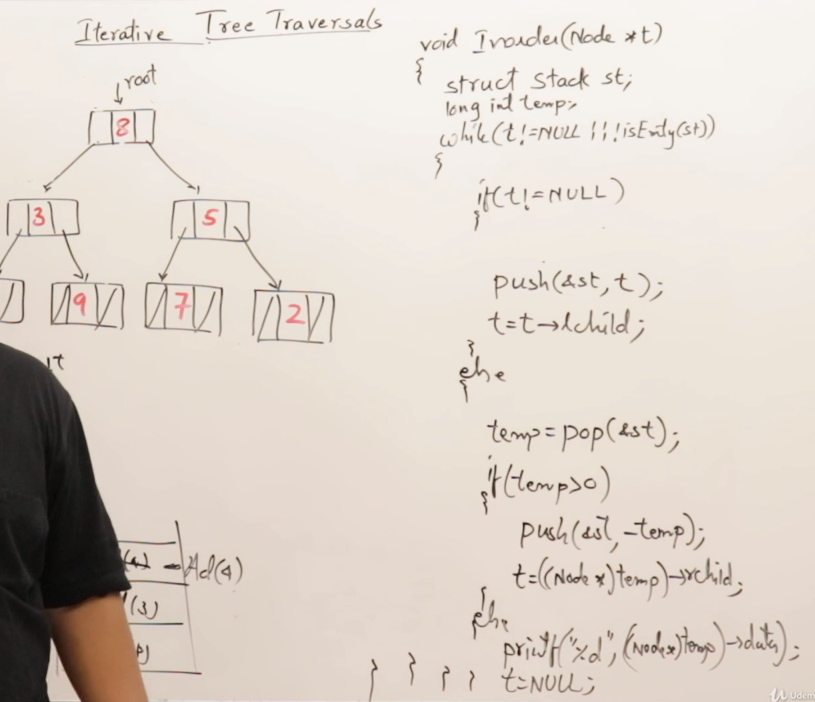 Iterative Tree Traversals
root
8
3
5
9
7
2
t
Ad(4)
(3)
void Inorder(Node *t)
{
struct Stack st;
long int temp;
while(t!=NULL ||!isEmty(st))
{
if(t!=NULL)
{
push(&st, t);
t=t→lchild;
}
else
{
temp=pop(&st);
if(temp>0)
{
push(&st, -temp);
t=((Node *)temp)→rchild;
}
else
{
printf("%d", (Node*)temp)→data);
t=NULL;
} } } }
Udemy